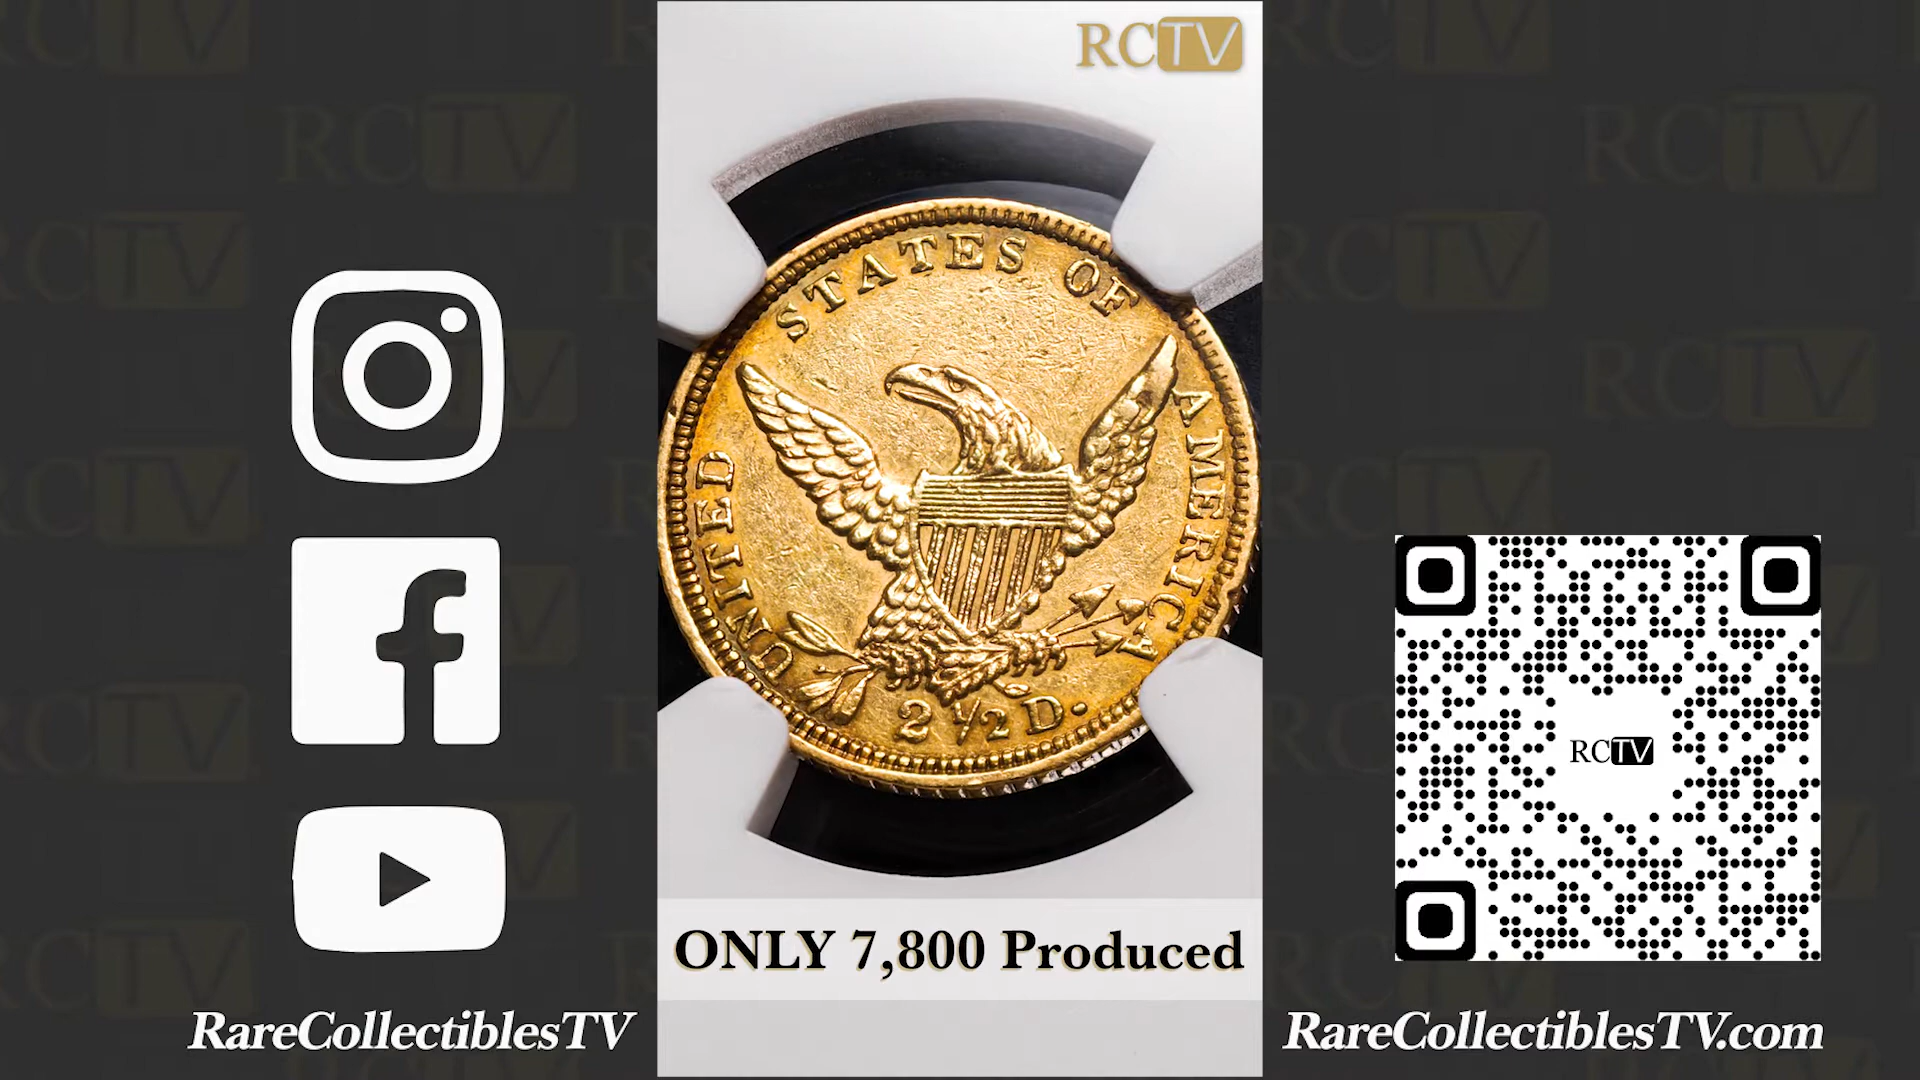 RCTV
STATES OF
UNITED
AMERICA
2 1/2 D.
RCTV
ONLY 7,800 Produced
RareCollectiblesTV
RareCollectiblesTV.com